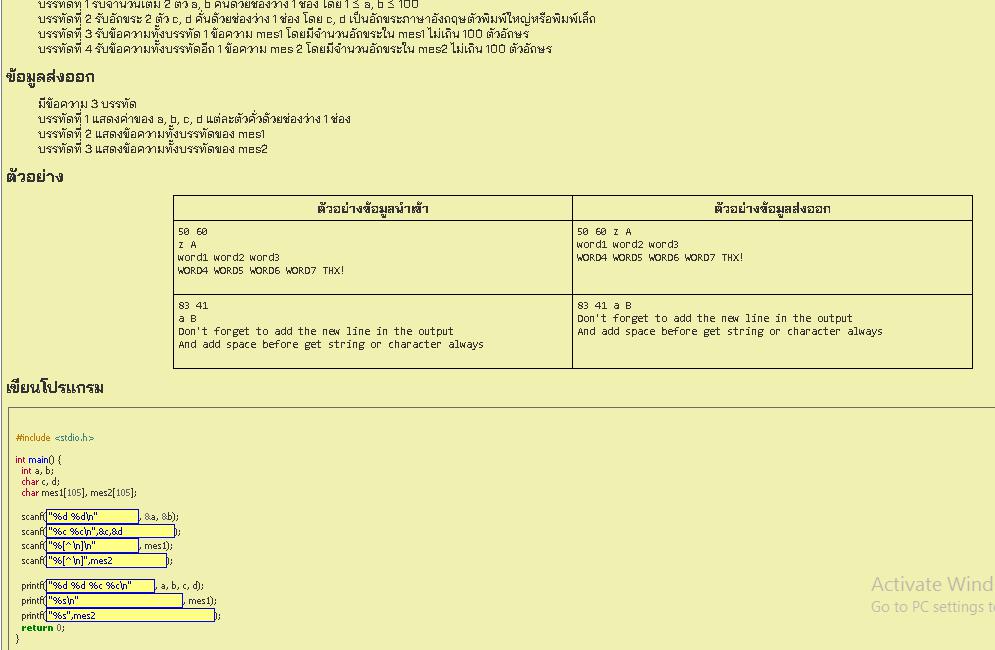 บรรทัดที่ 1 รับจำนวนเต็ม 2 ตัว a, b คั่นด้วยช่องว่าง 1 ช่อง โดย 1 ≤ a, b ≤ 100
บรรทัดที่ 2 รับอักขระ 2 ตัว c, d คั่นด้วยช่องว่าง 1 ช่อง โดย c, d เป็นอักขระภาษาอังกฤษตัวพิมพ์ใหญ่หรือพิมพ์เล็ก
บรรทัดที่ 3 รับข้อความทั้งบรรทัด 1 ข้อความ mes1 โดยมีจำนวนอักขระใน mes1 ไม่เกิน 100 ตัวอักษร
บรรทัดที่ 4 รับข้อความทั้งบรรทัดอีก 1 ข้อความ mes 2 โดยมีจำนวนอักขระใน mes2 ไม่เกิน 100 ตัวอักษร
ข้อมูลส่งออก
มีข้อความ 3 บรรทัด
บรรทัดที่ 1 แสดงค่าของ a, b, c, d แต่ละตัวคั่วด้วยช่องว่าง 1 ช่อง
บรรทัดที่ 2 แสดงข้อความทั้งบรรทัดของ mes1
บรรทัดที่ 3 แสดงข้อความทั้งบรรทัดของ mes2
ตัวอย่าง
ตัวอย่างข้อมูลนำเข้า ตัวอย่างข้อมูลส่งออก
50 60
z A
word1 word2 word3
WORD4 WORD5 WORD6 WORD7 THX!
50 60 z A
word1 word2 word3
WORD4 WORD5 WORD6 WORD7 THX!
83 41
a B
Don't forget to add the new line in the output
And add space before get string or character always
83 41 a B
Don't forget to add the new line in the output
And add space before get string or character always
เขียนโปรแกรม
#include <stdio.h>
int main() {
int a, b;
char c, d;
char mes1[105], mes2[105];
scanf("%d %d\n", &a, &b);
scanf("%c %c\n",&c,&d);
scanf("%[^\n]\n", mes1);
scanf("%[^\n]",mes2);
printf("%d %d %c %c\n", a, b, c, d);
printf("%s\n", mes1);
printf("%s",mes2);
return 0;
}
Activate Wind
Go to PC settings t